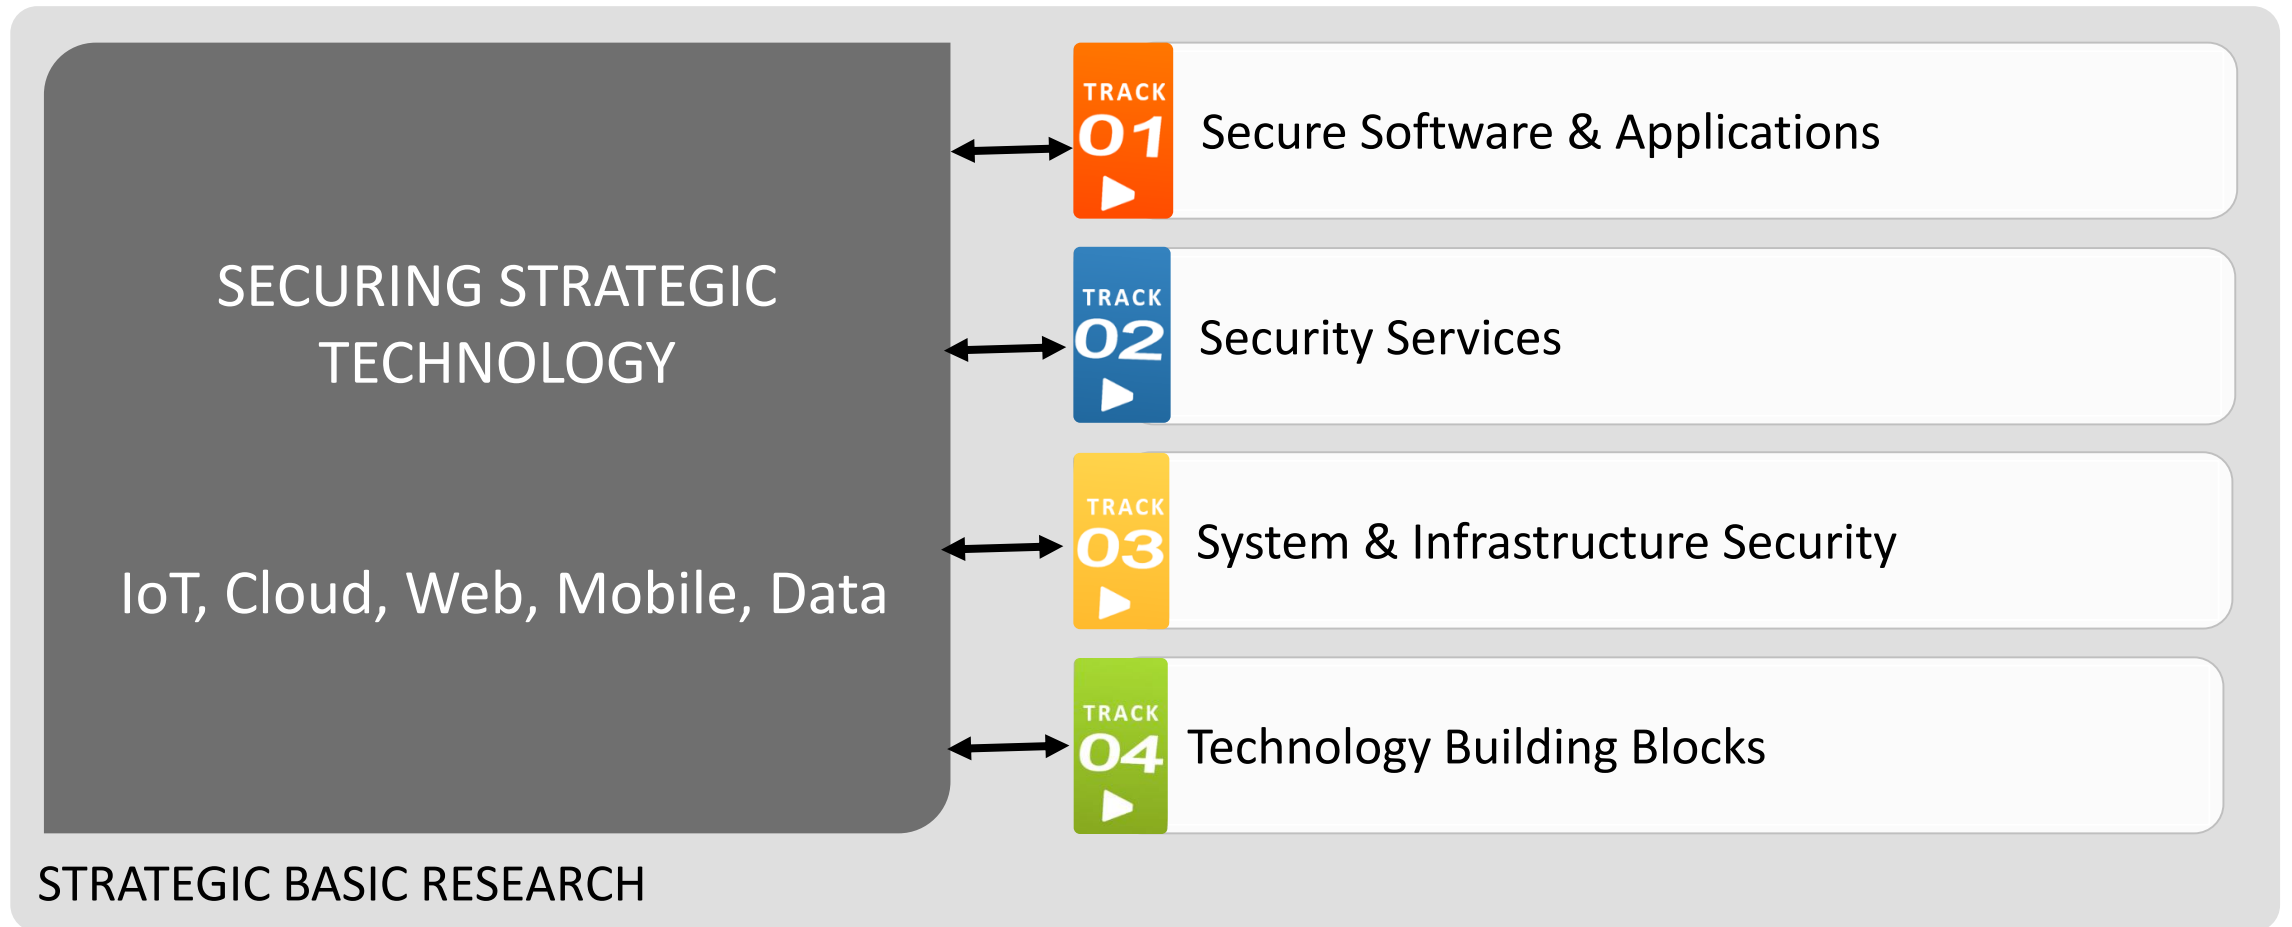 SECURING STRATEGIC
TECHNOLOGY
IoT, Cloud, Web, Mobile, Data
TRACK
01
Secure Software & Applications
TRACK
02
Security Services
TRACK
03
System & Infrastructure Security
TRACK
04
Technology Building Blocks
STRATEGIC BASIC RESEARCH